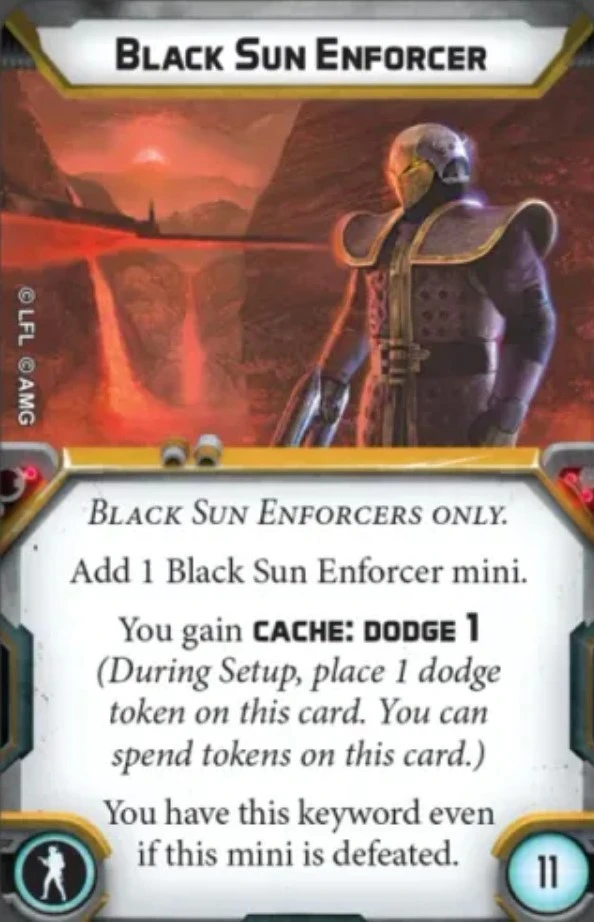 BLACK SUN ENFORCER
© LFL © AMG
BLACK SUN ENFORCERS ONLY.
Add 1 Black Sun Enforcer mini.
You gain CACHE: DODGE 1
(During Setup, place 1 dodge
token on this card. You can
spend tokens on this card.)
You have this keyword even
if this mini is defeated.
11